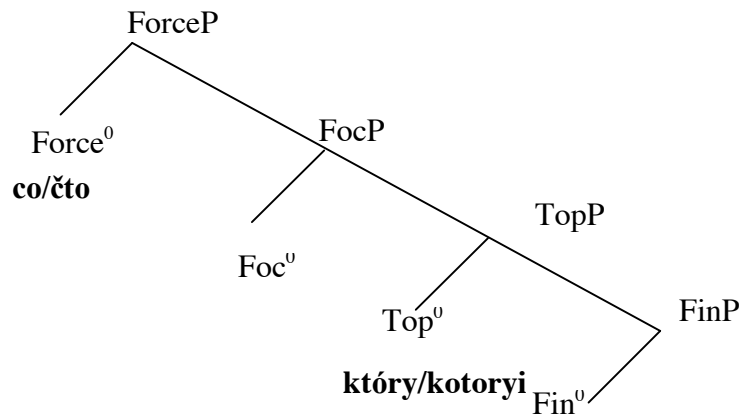 ForceP
Force⁰
FocP
co/čto
TopP
Foc⁰
FinP
Top⁰
który/kotoryi
Fin⁰